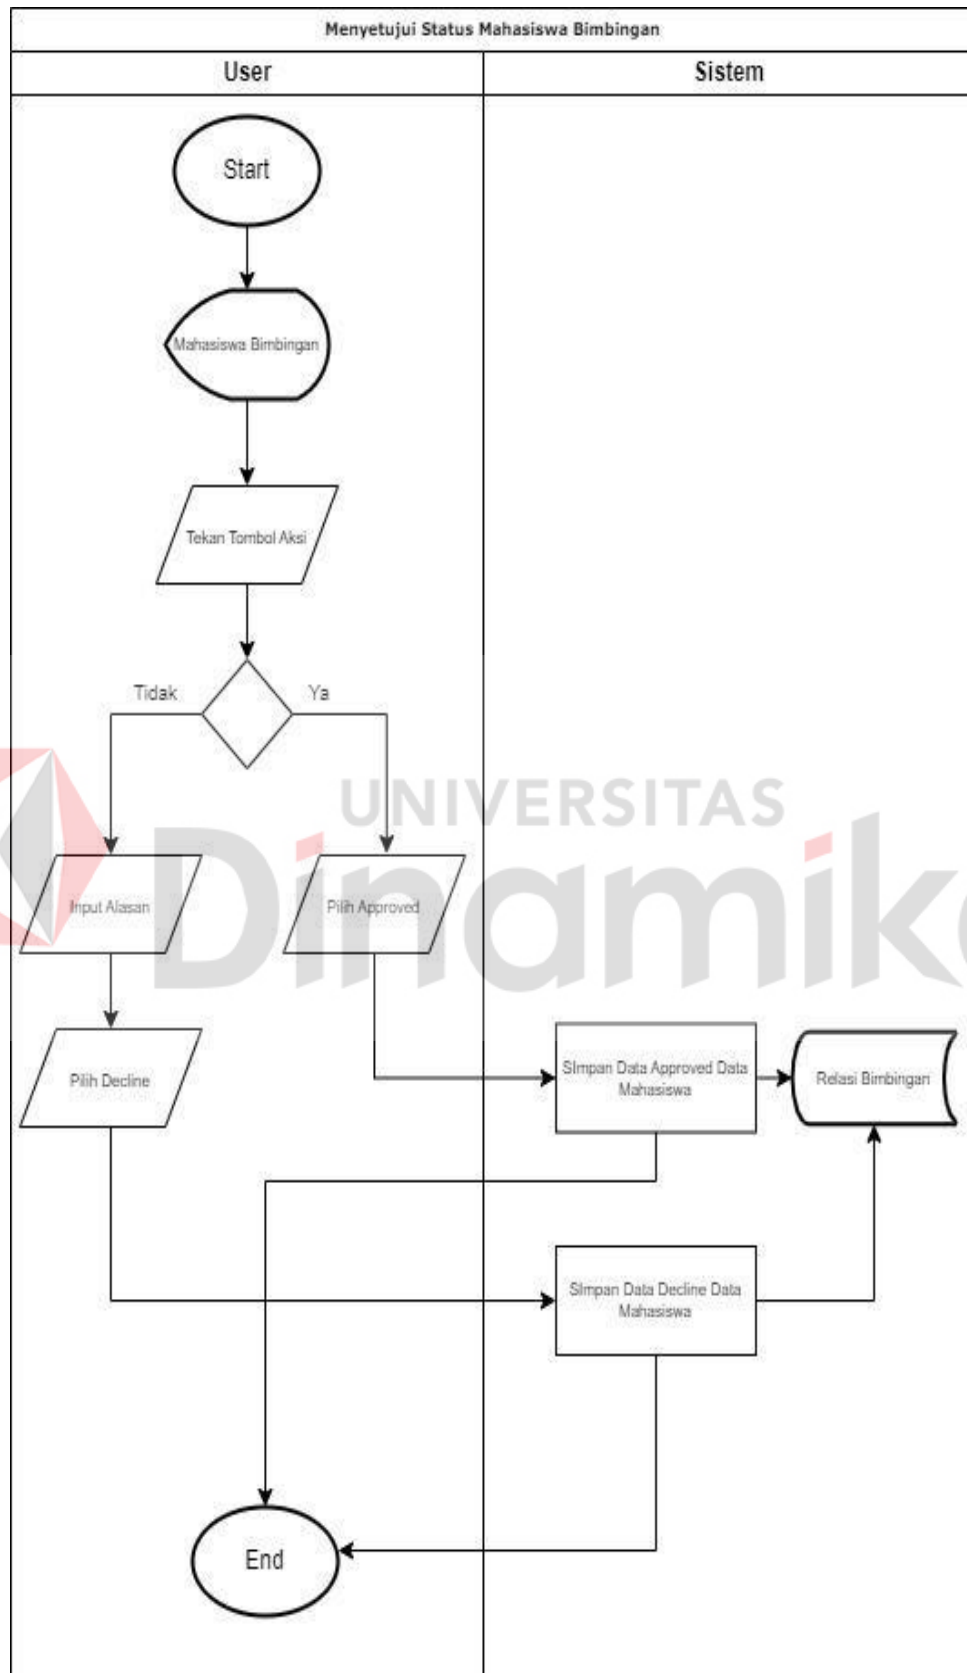 Menyetujui Status Mahasiswa Bimbingan
User
Sistem
Start
Mahasiswa Bimbingan
Tekan Tombol Aksi
Tidak
Ya
UNIVERSITAS
Dinamika
Input Alasan
Pilih Approved
Pilih Decline
SImpan Data Approved Data
Mahasiswa
Relasi Bimbingan
SImpan Data Decline Data
Mahasiswa
End